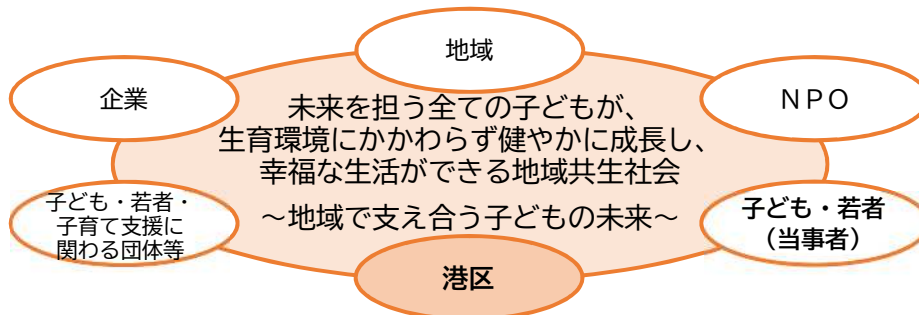 地域
企業
NPO
未来を担う全ての子どもが、
生育環境にかかわらず健やかに成長し、
幸福な生活ができる地域共生社会
～地域で支え合う子どもの未来～
子ども・若者・
子育て支援に
関わる団体等
子ども・若者
（当事者）
港区